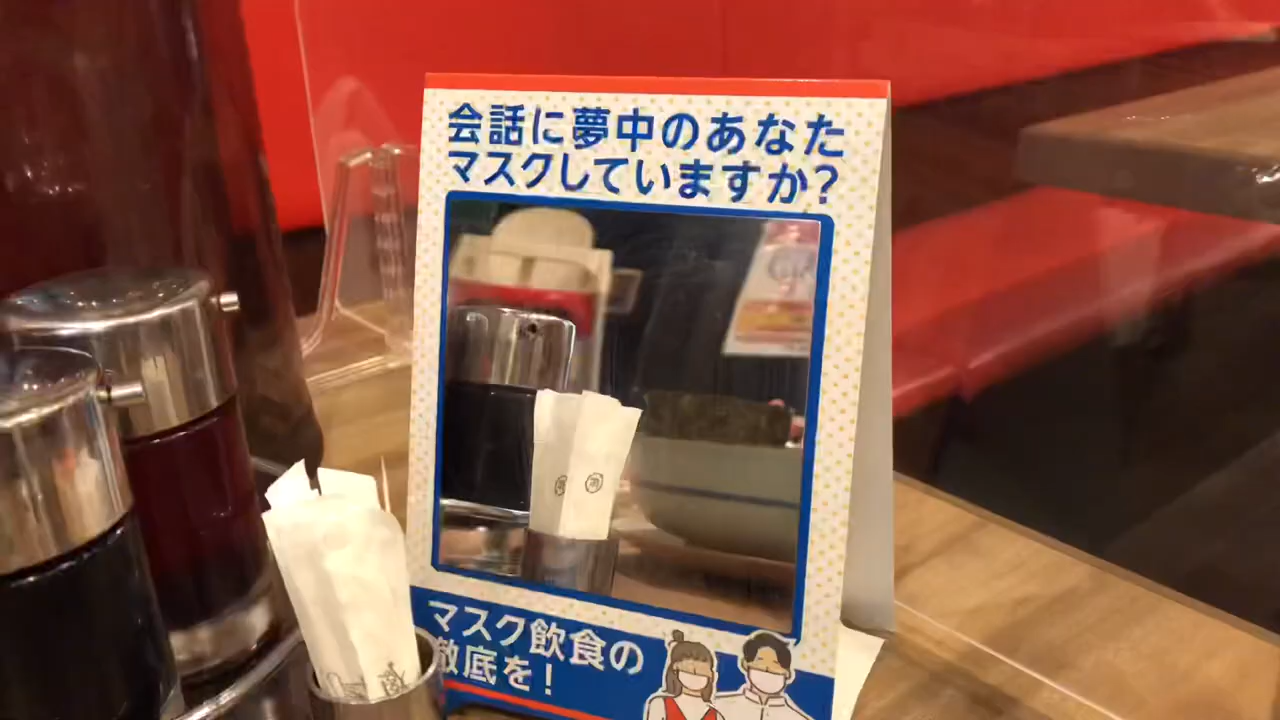 会話に夢中のあなた
マスクしていますか?
マスク飲食の
徹底を!